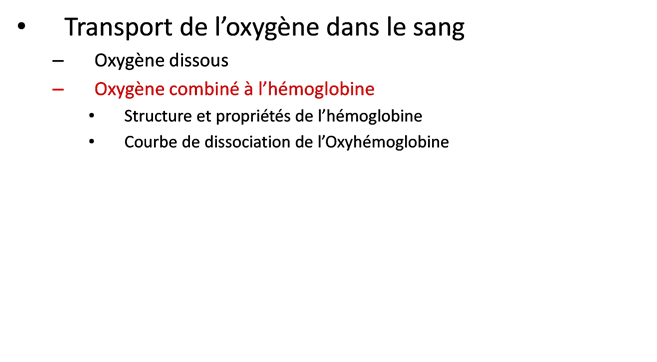 • Transport de l’oxygène dans le sang
– Oxygène dissous
– Oxygène combiné à l’hémoglobine
• Structure et propriétés de l’hémoglobine
• Courbe de dissociation de l’Oxyhémoglobine